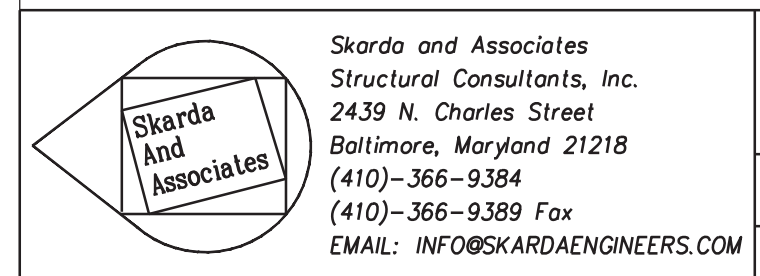 Skarda
And
Associates
Skarda and Associates
Structural Consultants, Inc.
2439 N. Charles Street
Baltimore, Maryland 21218
(410)-366-9384
(410)-366-9389 Fax
EMAIL: INFO@SKARDAENGINEERS.COM